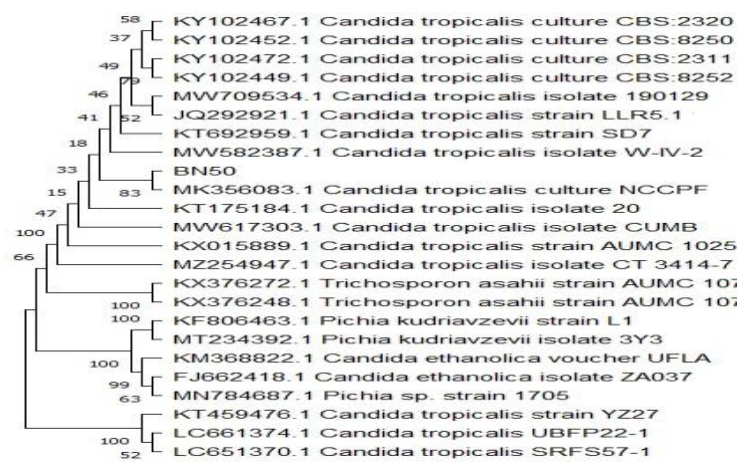 58 KY102467.1 Candida tropicalis culture CBS:2320
37 KY102452.1 Candida tropicalis culture CBS:8250
KY102472.1 Candida tropicalis culture CBS:2311
49 KY102449.1 Candida tropicalis culture CBS:8252
79
46 MW709534.1 Candida tropicalis isolate 190129
41 52 JQ292921.1 Candida tropicalis strain LLR5.1
KT692959.1 Candida tropicalis strain SD7
18 MW582387.1 Candida tropicalis isolate W-IV-2
33 BN50
15 83 MK356083.1 Candida tropicalis culture NCCPF
47 KT175184.1 Candida tropicalis isolate 20
100 MW617303.1 Candida tropicalis isolate CUMB
66 KX015889.1 Candida tropicalis strain AUMC 1025
MZ254947.1 Candida tropicalis isolate CT 3414-7
KX376272.1 Trichosporon asahii strain AUMC 107
100 KX376248.1 Trichosporon asahii strain AUMC 107
100 KF806463.1 Pichia kudriavzevii strain L1
MT234392.1 Pichia kudriavzevii isolate 3Y3
100 KM368822.1 Candida ethanolica voucher UFLA
99 FJ662418.1 Candida ethanolica isolate ZA037
63 MN784687.1 Pichia sp. strain 1705
KT459476.1 Candida tropicalis strain YZ27
100 LC661374.1 Candida tropicalis UBFP22-1
52 LC651370.1 Candida tropicalis SRFS57-1